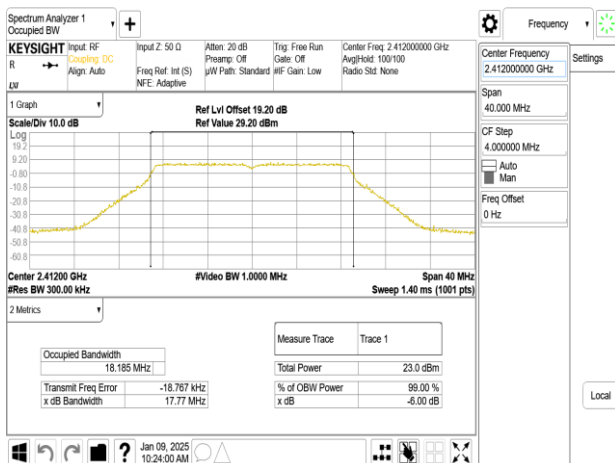 Spectrum Analyzer 1
Occupied BW
Frequency
KEYSIGHT
R
LXI
Input: RF
Coupling: DC
Align: Auto
Input Z: 50 Ω
Freq Ref: Int (S)
NFE: Adaptive
Atten: 20 dB
Preamp: Off
µW Path: Standard
Trig: Free Run
Gate: Off
#IF Gain: Low
Center Freq: 2.412000000 GHz
Avg|Hold: 100/100
Radio Std: None
Center Frequency
2.412000000 GHz
Settings
Span
40.000 MHz
CF Step
4.000000 MHz
Auto
Man
Freq Offset
0 Hz
Local
1 Graph
Scale/Div 10.0 dB
Ref Lvl Offset 19.20 dB
Ref Value 29.20 dBm
Log
19.2
9.20
-0.80
-10.8
-20.8
-30.8
-40.8
-50.8
-60.8
Center 2.41200 GHz
#Res BW 300.00 kHz
#Video BW 1.0000 MHz
Span 40 MHz
Sweep 1.40 ms (1001 pts)
2 Metrics
Occupied Bandwidth
18.185 MHz
Transmit Freq Error -18.767 kHz
x dB Bandwidth 17.77 MHz
Measure Trace Trace 1
Total Power 23.0 dBm
% of OBW Power 99.00 %
x dB -6.00 dB
?
Jan 09, 2025
10:24:00 AM